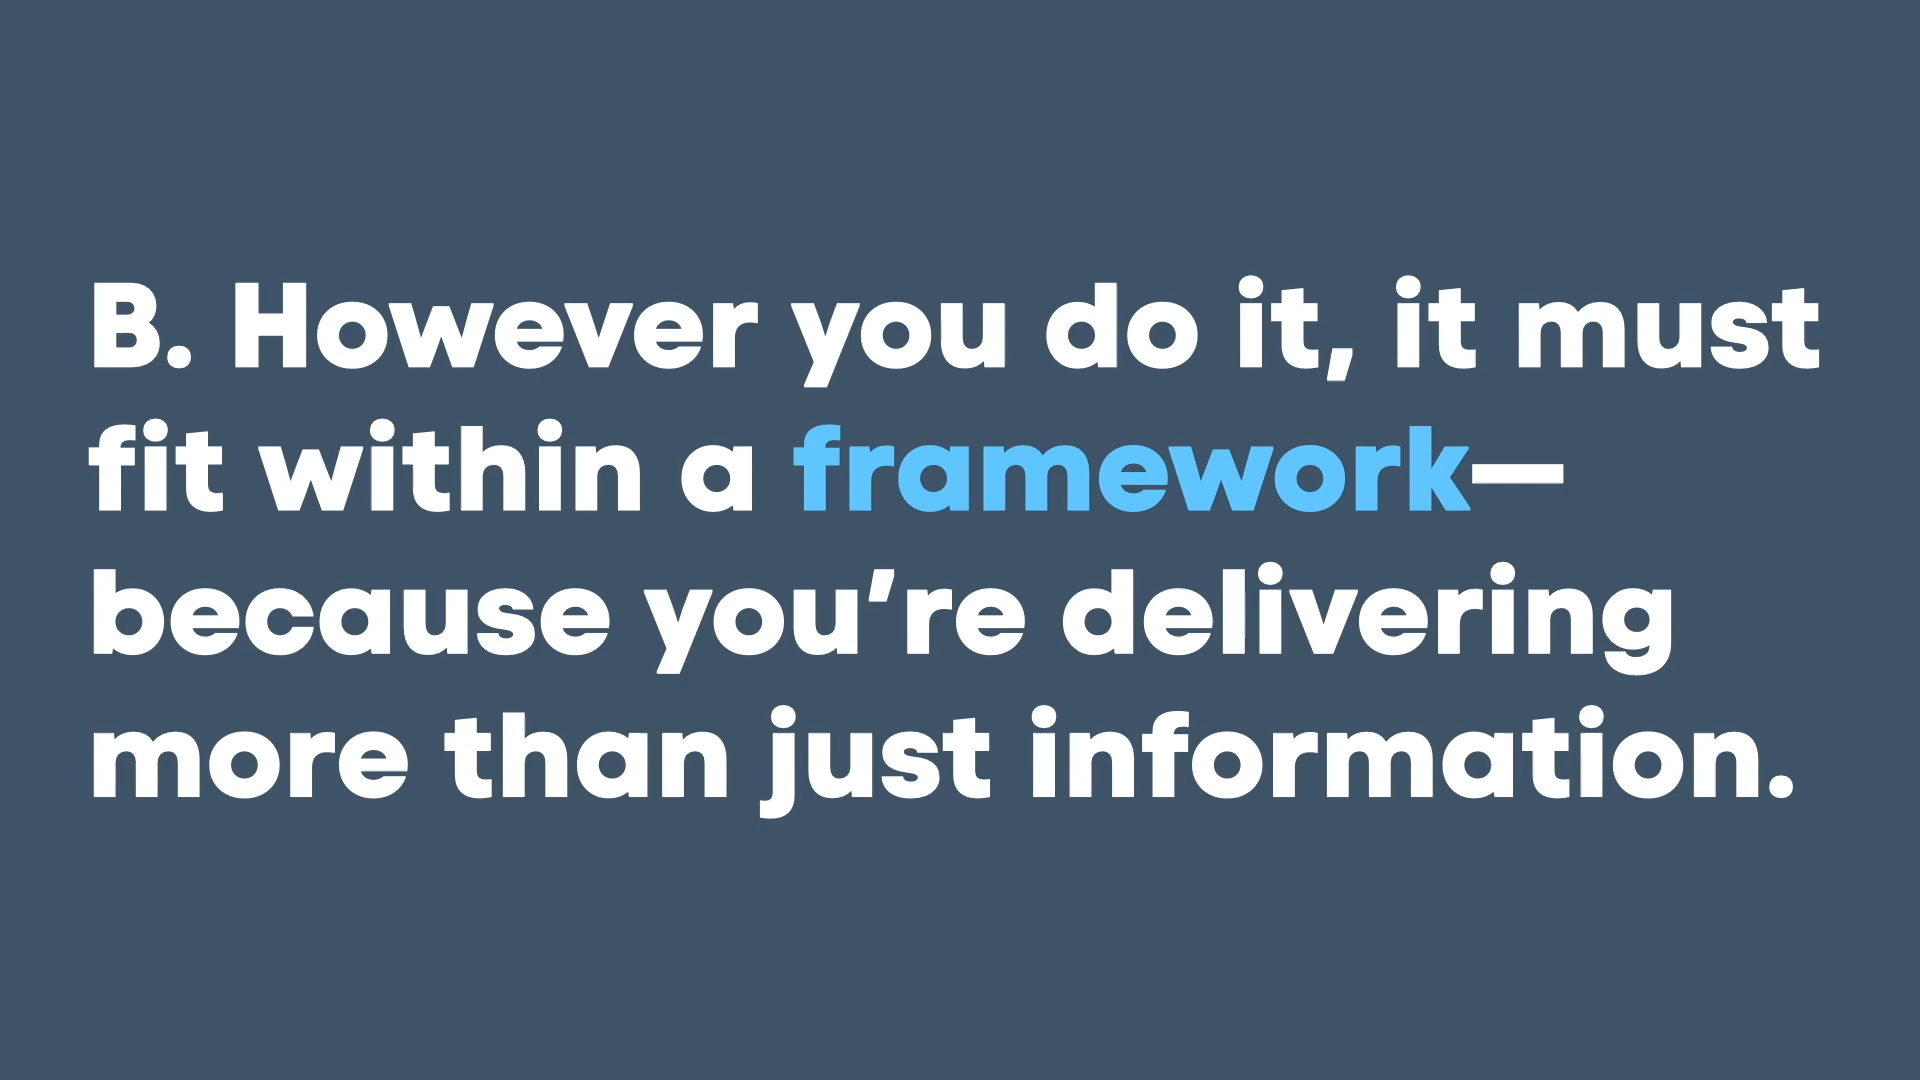 B. However you do it, it must
fit within a framework—
because you’re delivering
more than just information.